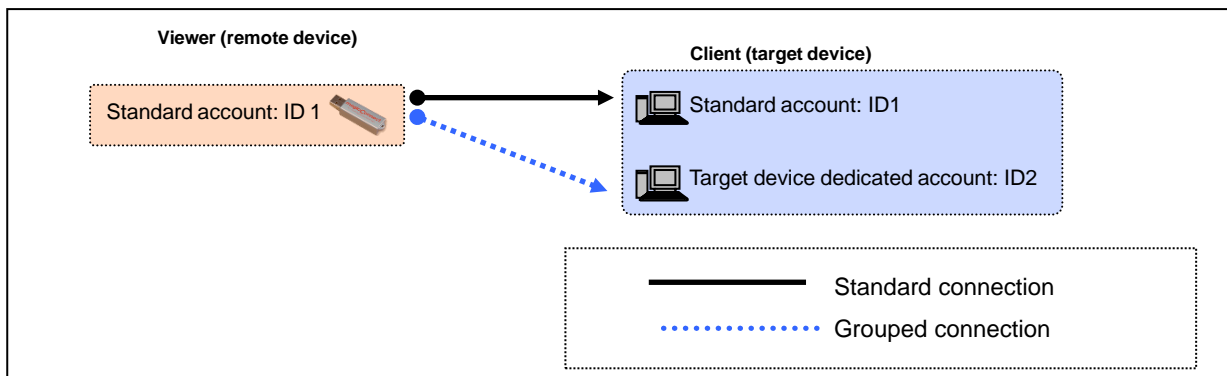 Viewer (remote device)
Client (target device)
Standard account: ID 1
Standard account: ID1
Target device dedicated account: ID2
Standard connection
Grouped connection